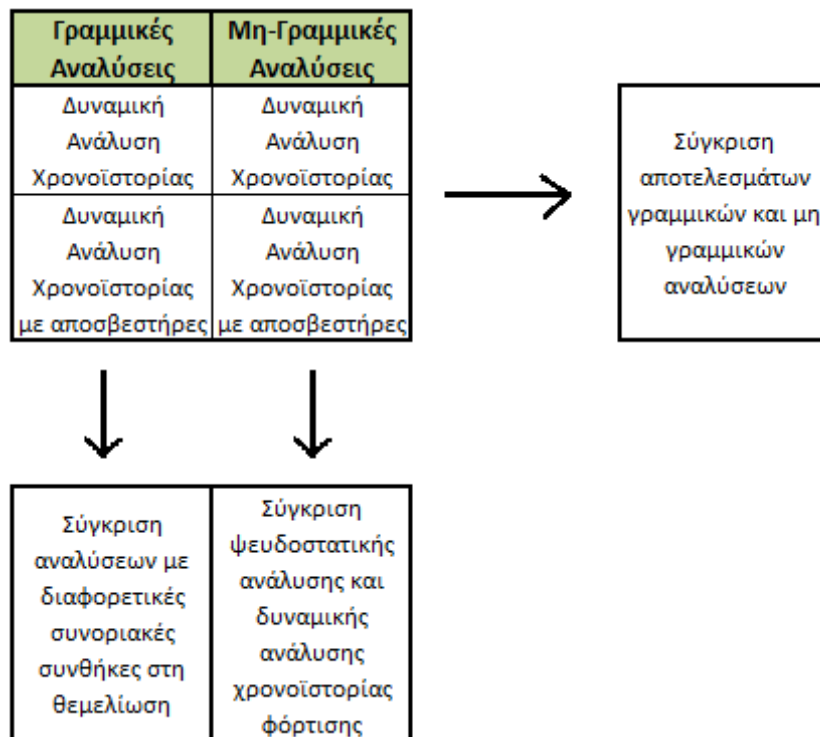 Γραμμικές
Αναλύσεις
Μη-Γραμμικές
Αναλύσεις
Δυναμική
Ανάλυση
Χρονοϊστορίας
Δυναμική
Ανάλυση
Χρονοϊστορίας
Δυναμική
Ανάλυση
Χρονοϊστορίας
με αποσβεστήρες
Δυναμική
Ανάλυση
Χρονοϊστορίας
με αποσβεστήρες
Σύγκριση
αποτελεσμάτων
γραμμικών και μη
γραμμικών
αναλύσεων
Σύγκριση
αναλύσεων με
διαφορετικές
συνοριακές
συνθήκες στη
θεμελίωση
Σύγκριση
ψευδοστατικής
ανάλυσης και
δυναμικής
ανάλυσης
χρονοϊστορίας
φόρτισης